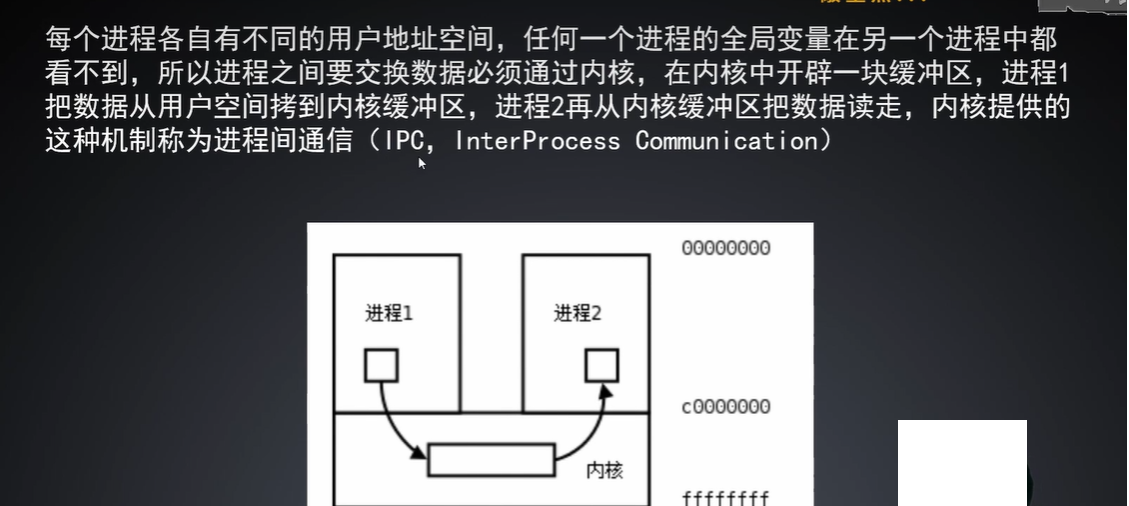 每个进程各自有不同的用户地址空间，任何一个进程的全局变量在另一个进程中都
看不到，所以进程之间要交换数据必须通过内核，在内核中开辟一块缓冲区，进程1
把数据从用户空间拷到内核缓冲区，进程2再从内核缓冲区把数据读走，内核提供的
这种机制称为进程间通信（IPC，InterProcess Communication）
00000000
进程1
进程2
c0000000
内核
ffffffff